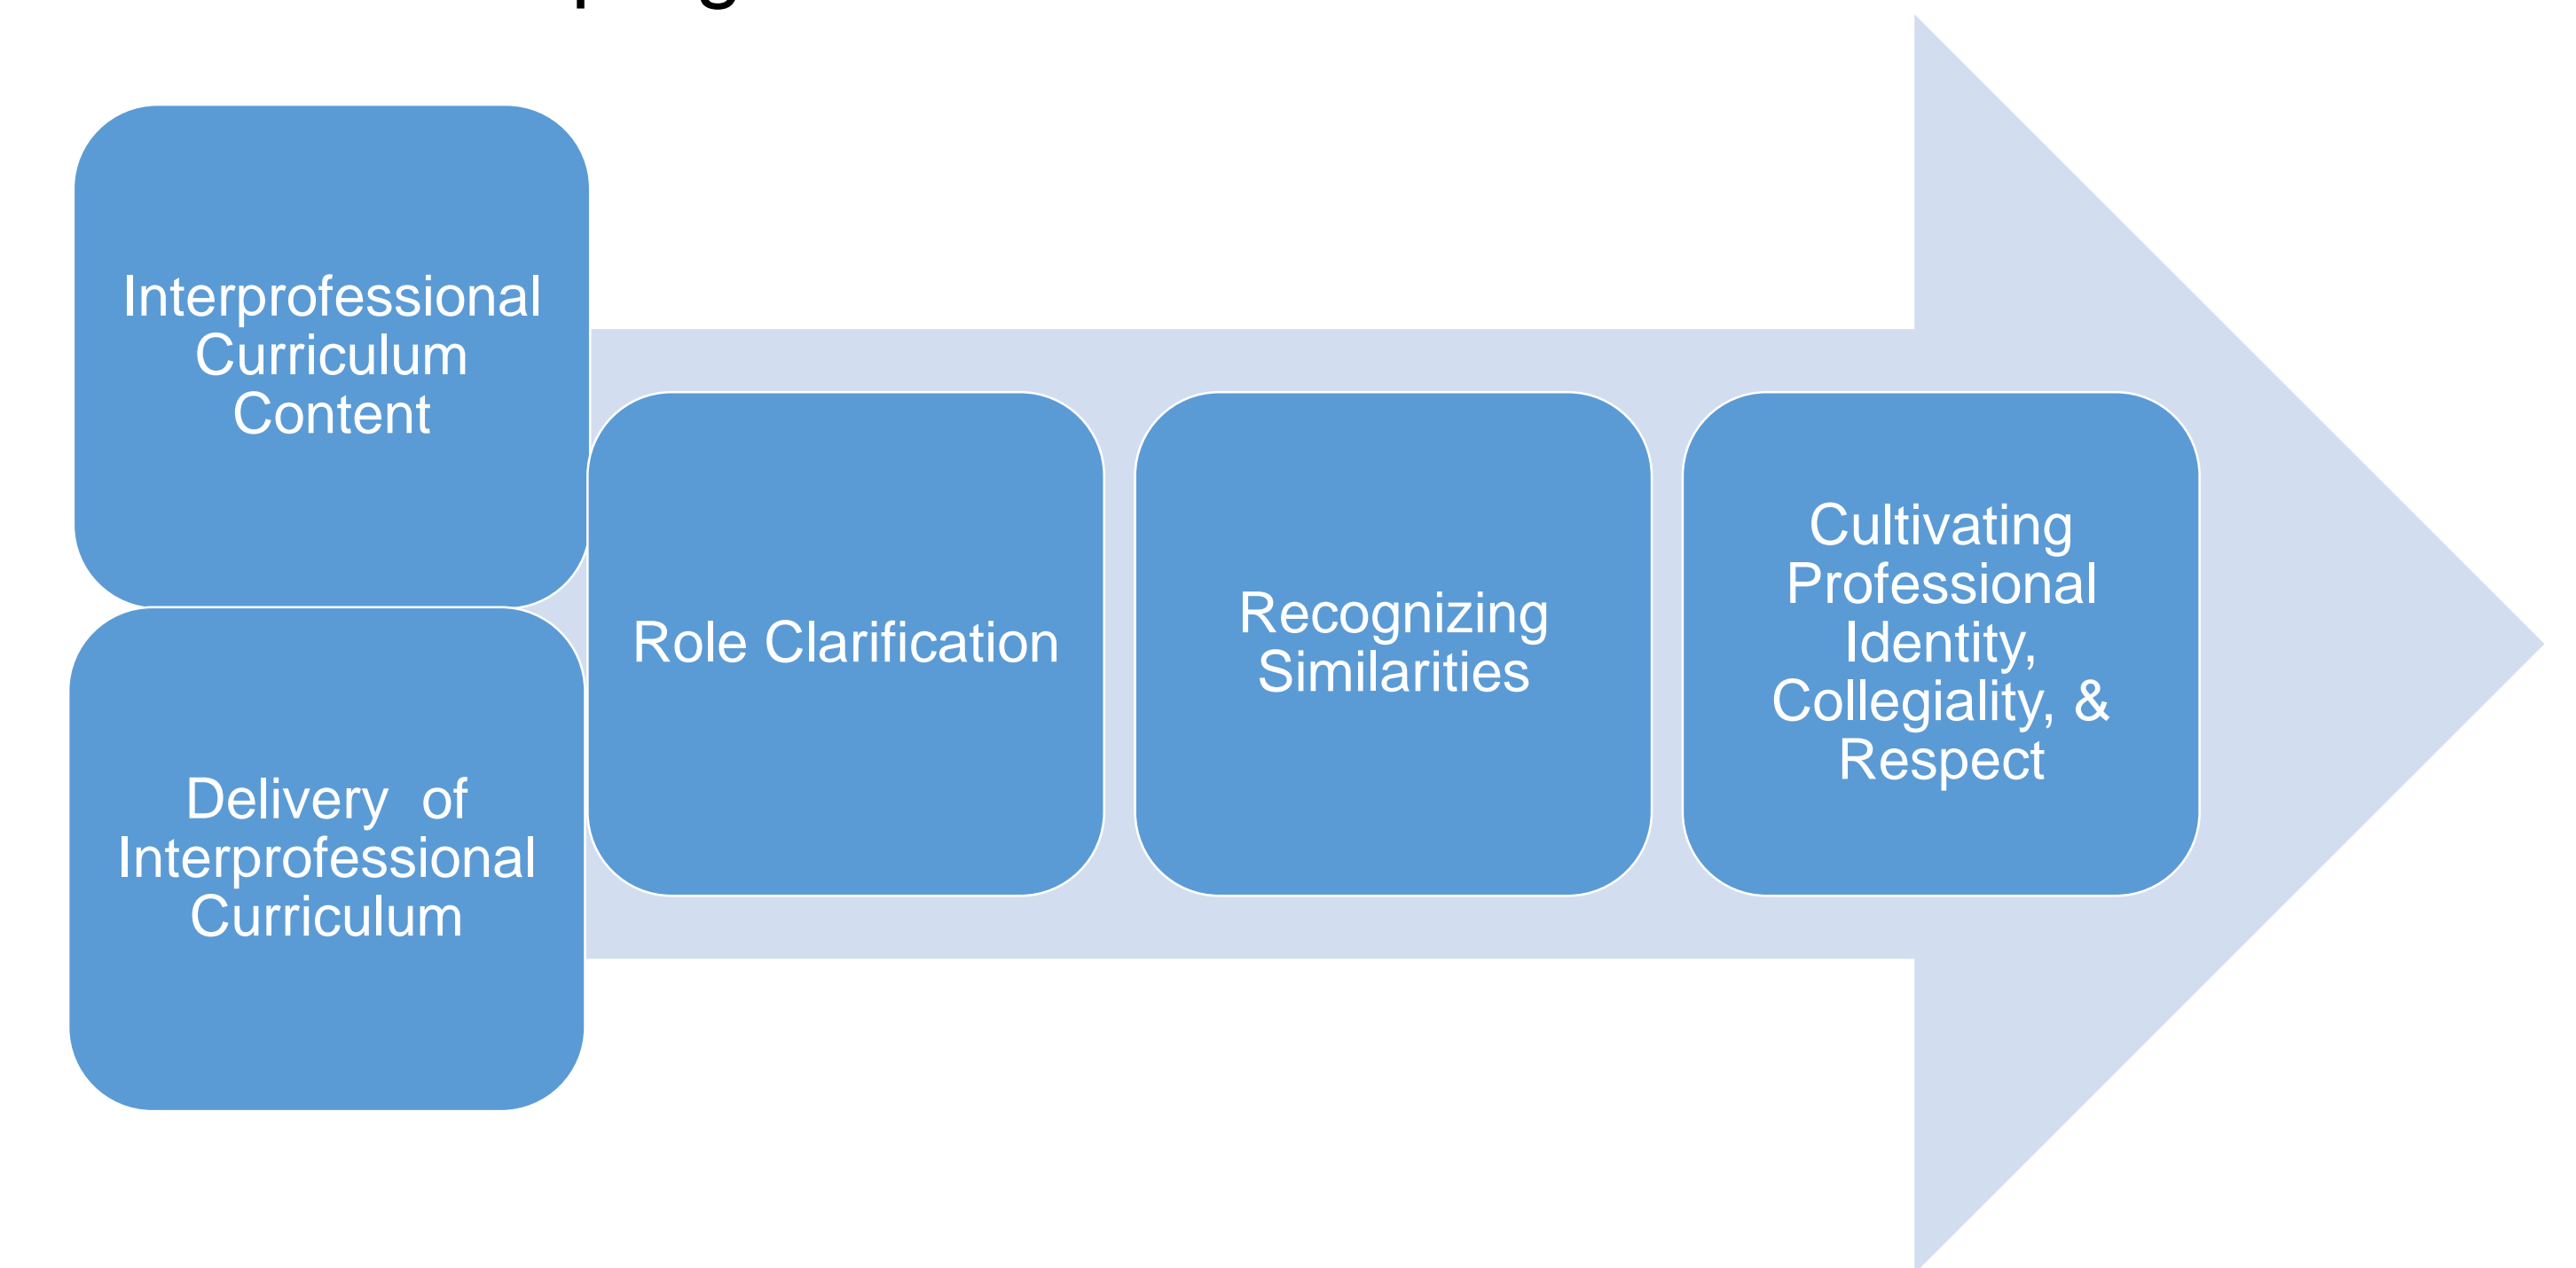 Interprofessional
Curriculum
Content
Delivery  of
Interprofessional
Curriculum
Role Clarification
Recognizing
Similarities
Cultivating
Professional
Identity,
Collegiality, &
Respect